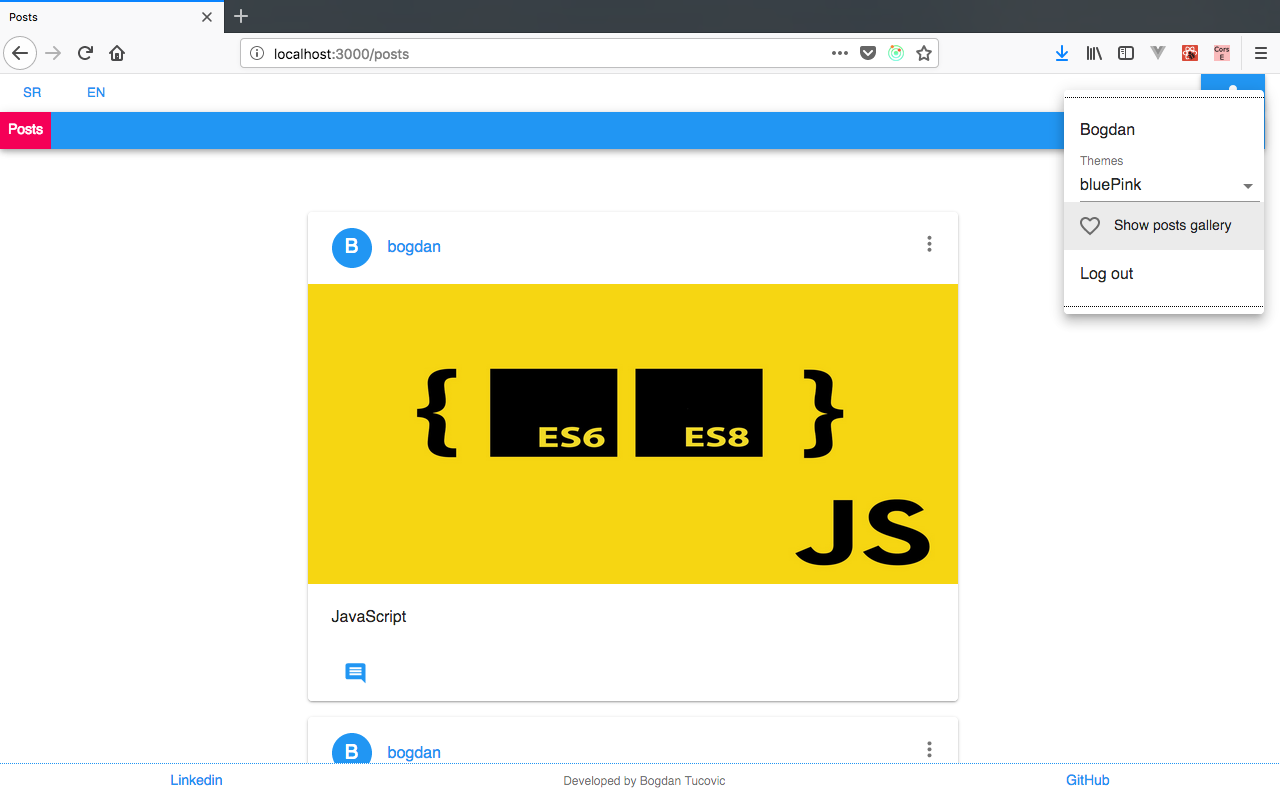 Posts
localhost:3000/posts
Cors
E
SR EN
Posts
Bogdan
Themes
bluePink
Show posts gallery
Log out
B bogdan
{ ES6 ES8 }
JS
JavaScript
B bogdan
Linkedin Developed by Bogdan Tucovic GitHub